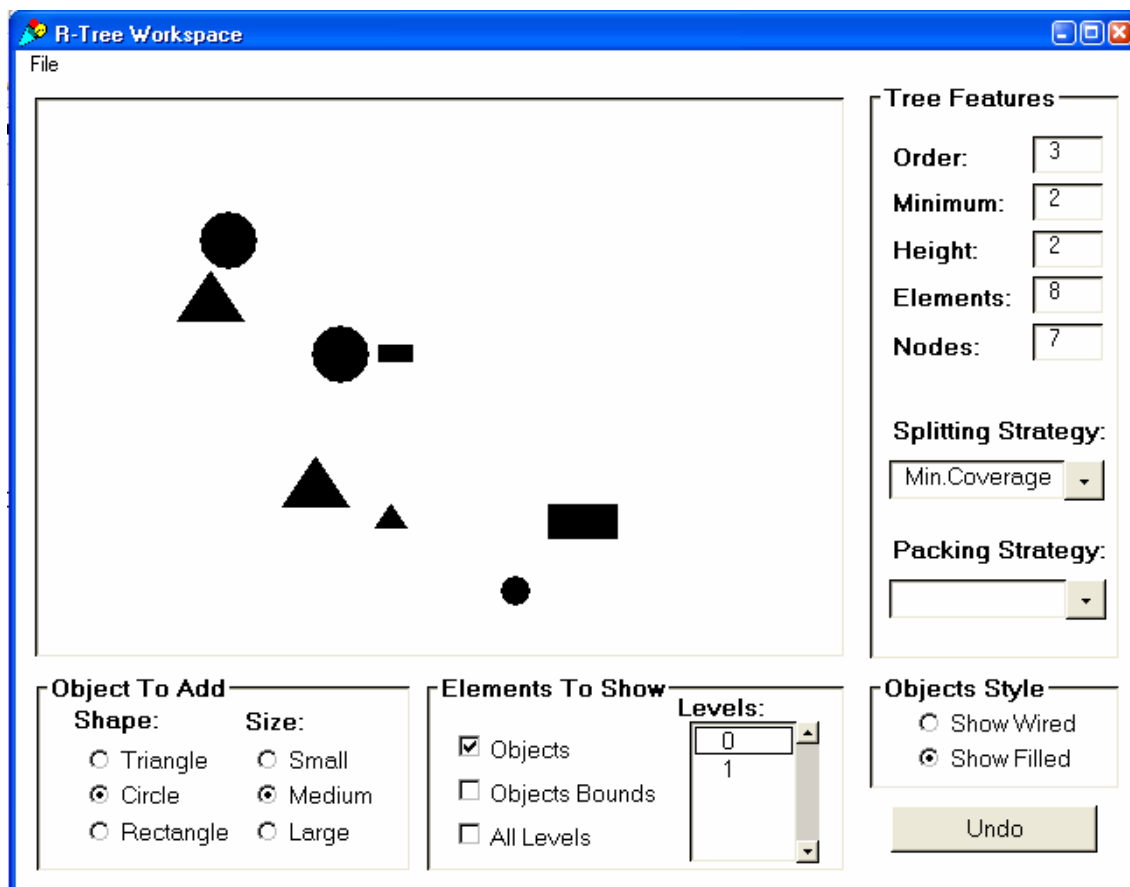 R-Tree Workspace
File
Tree Features
Order: 3
Minimum: 2
Height: 2
Elements: 8
Nodes: 7
Splitting Strategy:
Min.Coverage
Packing Strategy:
Object To Add
Shape: Size:
Triangle Small
Circle Medium
Rectangle Large
Elements To Show
Levels:
Objects
Objects Bounds
All Levels
0
1
Objects Style
Show Wired
Show Filled
Undo